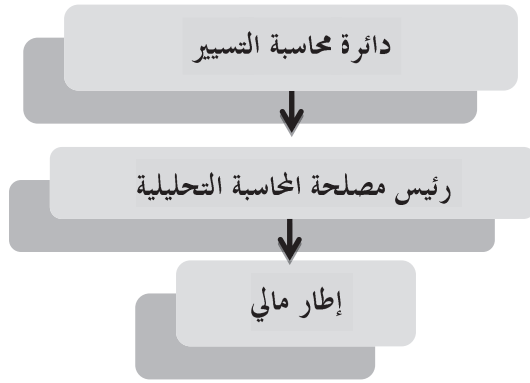 دائرة محاسبة التسيير
رئيس مصلحة المحاسبة التحليلية
إطار مالي